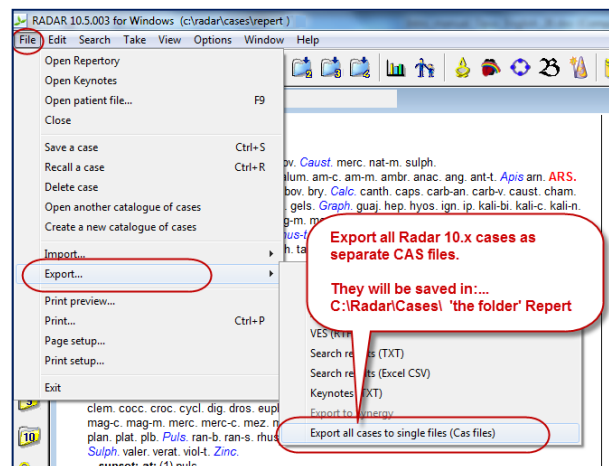 RADAR 10.5.003 for Windows (c:\radar\cases\repert )
File Edit Search Take View Options Window Help
Open Repertory
Open Keynotes
Open patient file... F9
Close
Save a case Ctrl+S
Recall a case Ctrl+R
Delete case
Open another catalogue of cases
Create a new catalogue of cases
Import...
Export...
Print preview...
Print... Ctrl+P
Page setup...
Print setup...
Exit
ov. Caust. merc. nat-m. sulph.
alum. am-c. am-m. ambr. anac. ang. ant-t. Apis arn. ARS.
bov. bry. Calc. canth. caps. carb-an. carb-v. caust. cham.
gels. Graph. guaj. hep. hyos. ign. ip. kali-bi. kali-c. kali-n.
Export all Radar 10.x cases as
separate CAS files.
They will be saved in:...
C:\Radar\Cases\ 'the folder' Repert
VES (RTF)
Search results (TXT)
Search results (Excel CSV)
Keynotes (TXT)
Export to Synergy
Export all cases to single files (Cas files)
10
clem. cocc. croc. cycl. dig. dros. eupl
mag-c. mag-m. merc. merc-c. mez. n
plan. plat. plb. Puls. ran-b. ran-s. rhus
Sulph. valer. verat. viol-t. Zinc.
sunset; at: (1) puls.